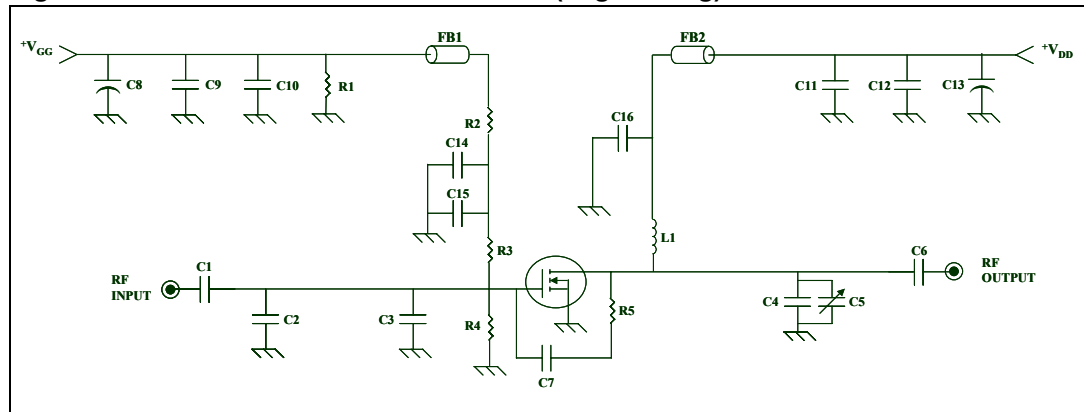 +VGG
FB1
FB2
+VDD
C8
C9
C10
R1
C11
C12
C13
R2
C16
C14
C15
R3
L1
C1
C6
RF
INPUT
RF
OUTPUT
C2
C3
R4
R5
C4
C5
C7